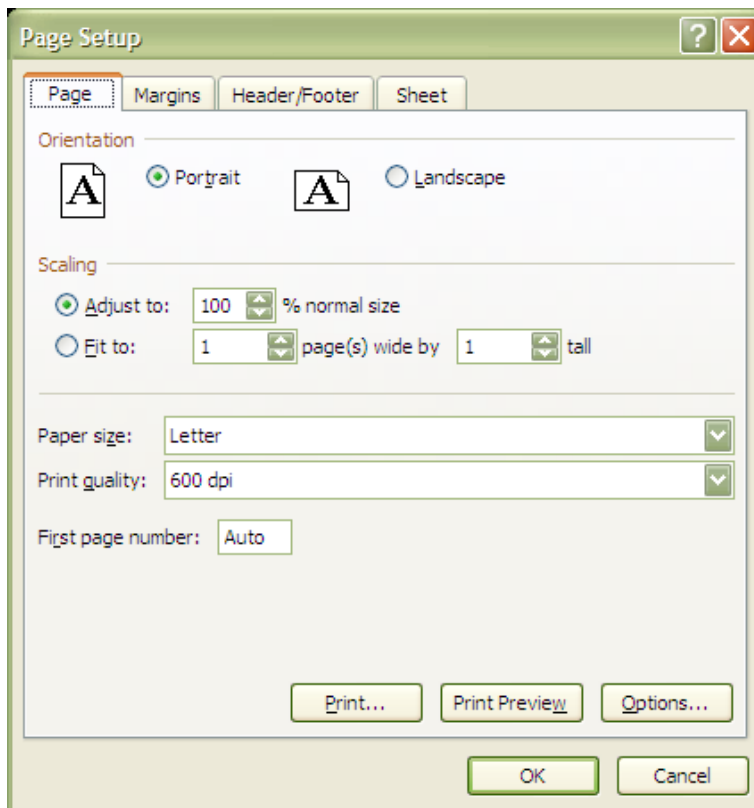 Page Setup
Page Margins Header/Footer Sheet
Orientation
A Portrait A Landscape
Scaling
Adjust to: 100 % normal size
Fit to: 1 page(s) wide by 1 tall
Paper size: Letter
Print quality: 600 dpi
First page number: Auto
Print... Print Preview Options...
OK Cancel